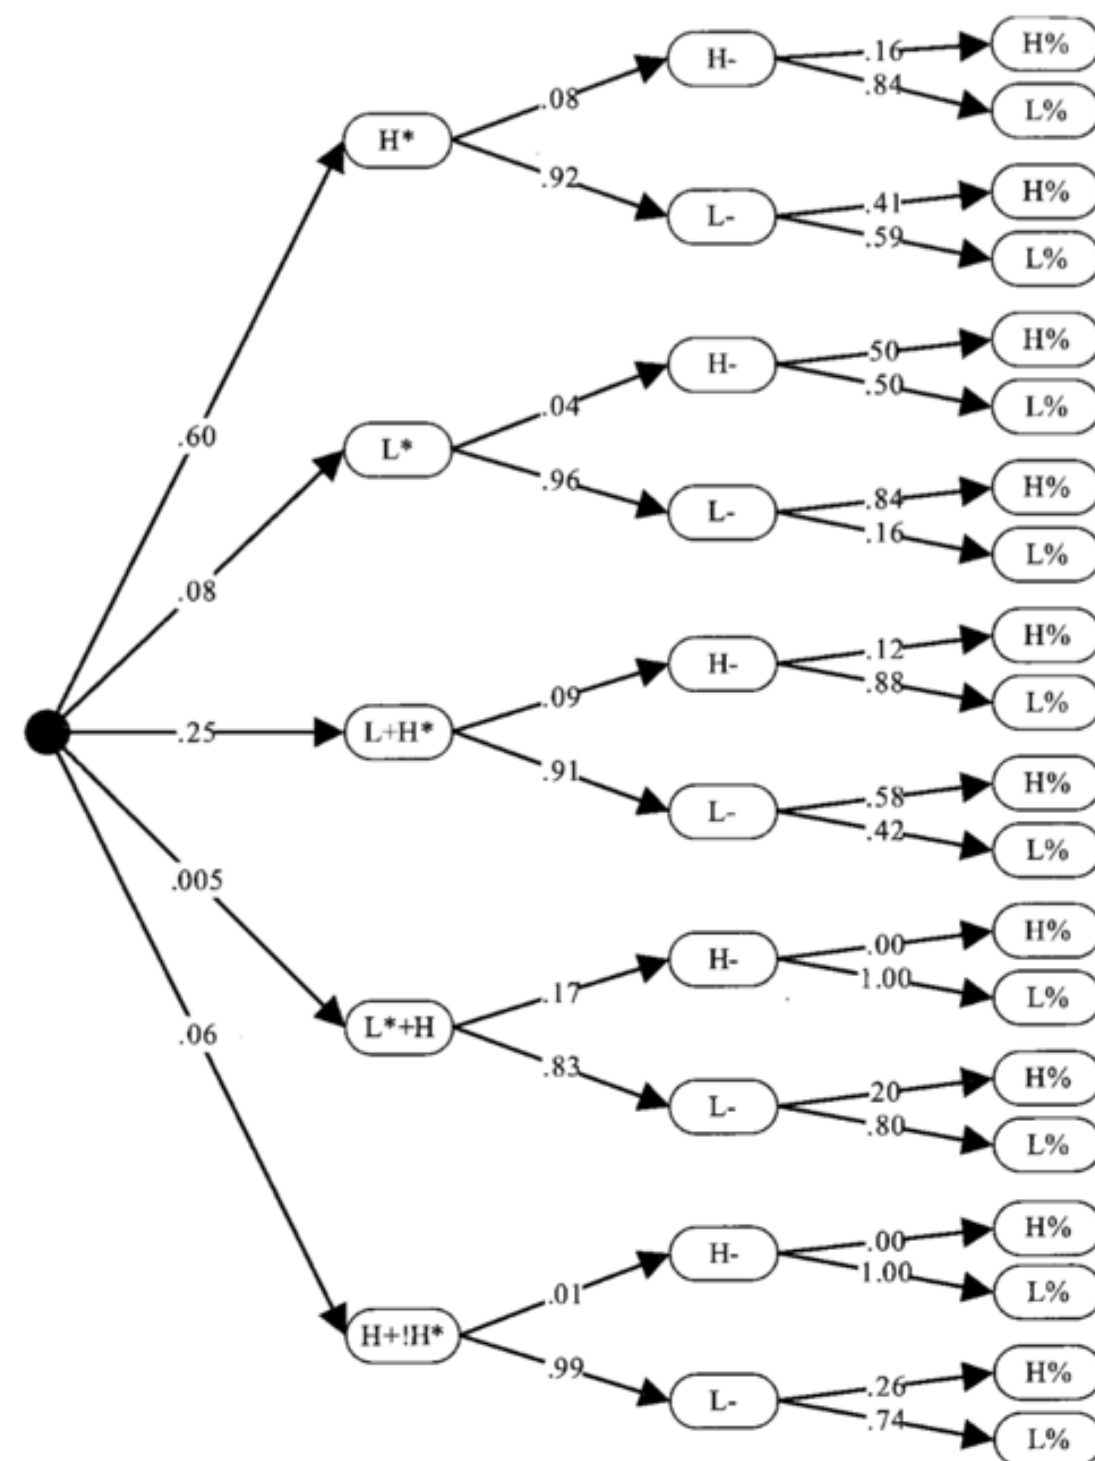 H- .16 H%
.08 .84 L%
H*
.92 L- .41 H%
.59 L%
.60
H- 50 H%
.04 .50 L%
L*
.96 L- .84 H%
.16 L%
.08
H- .12 H%
.09 .88 L%
.25 L+H*
.91 L- .58 H%
.42 L%
.005
H- .00 H%
.17 1.00 L%
L*+H
.83 L- 20 H%
.80 L%
.06
H- .00 H%
.01 1.00 L%
H+!H*
.99 L- .26 H%
.74 L%